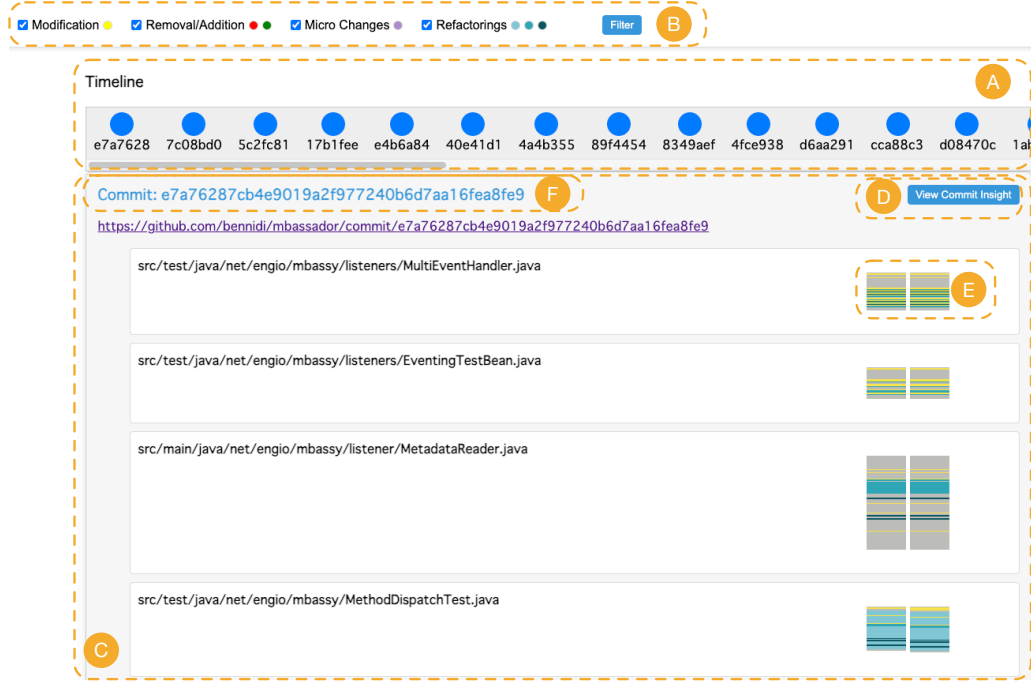 Modification Removal/Addition Micro Changes Refactorings Filter B
A
Timeline
e7a7628 7c08bd0 5c2fc81 17b1fee e4b6a84 40e41d1 4a4b355 89f4454 8349aef 4fce938 d6aa291 cca88c3 d08470c
Commit: e7a76287cb4e9019a2f977240b6d7aa16fea8fe9 F D View Commit Insight
https://github.com/bennidi/mbassador/commit/e7a76287cb4e9019a2f977240b6d7aa16fea8fe9
src/test/java/net/engio/mbassy/listeners/MultiEventHandler.java
E
src/test/java/net/engio/mbassy/listeners/EventingTestBean.java
src/main/java/net/engio/mbassy/listener/MetadataReader.java
src/test/java/net/engio/mbassy/MethodDispatchTest.java
C